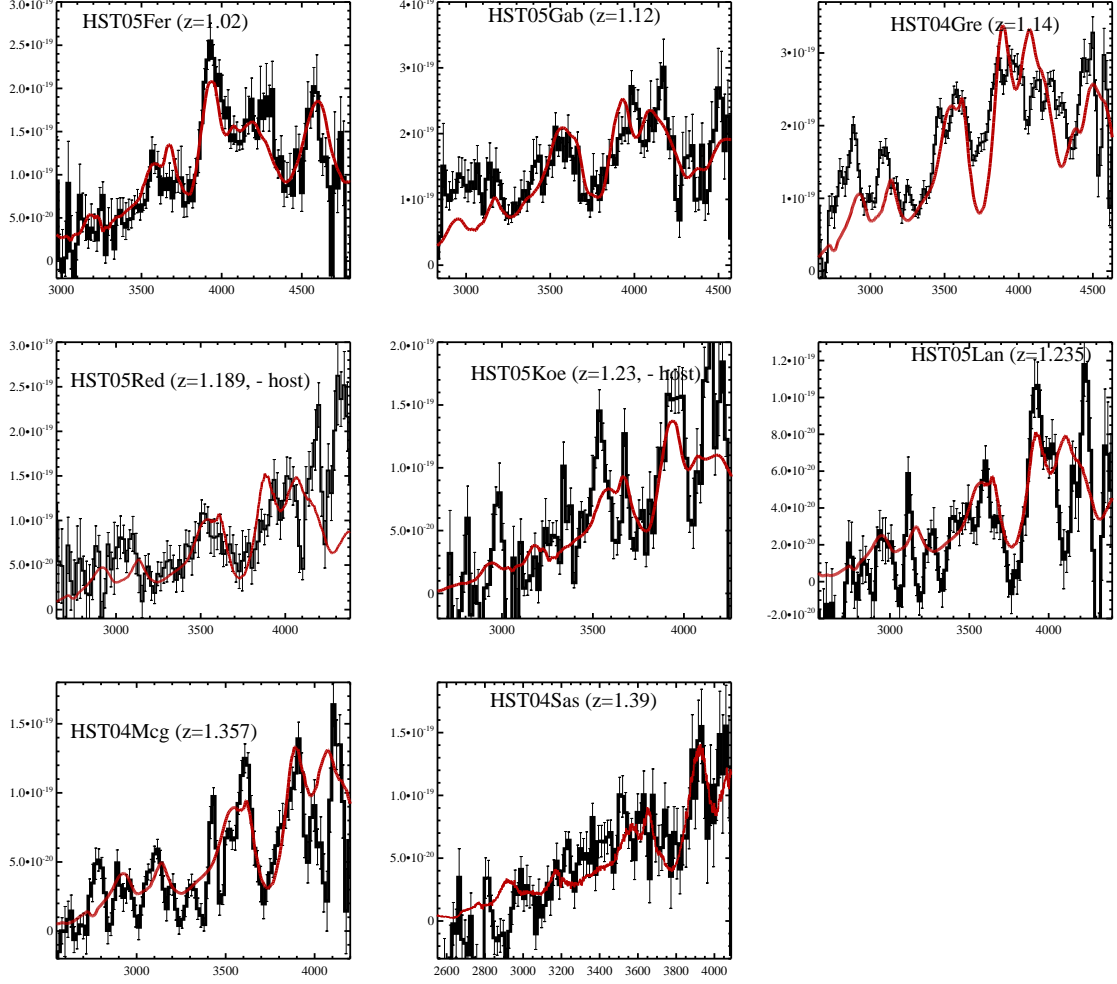 HST05Fer (z=1.02)
3.0•10⁻¹⁹
2.5•10⁻¹⁹
2.0•10⁻¹⁹
1.5•10⁻¹⁹
1.0•10⁻¹⁹
5.0•10⁻²⁰
0
3000 3500 4000 4500
HST05Gab (z=1.12)
4•10⁻¹⁹
3•10⁻¹⁹
2•10⁻¹⁹
1•10⁻¹⁹
0
3000 3500 4000 4500
HST04Gre (z=1.14)
3•10⁻¹⁹
2•10⁻¹⁹
1•10⁻¹⁹
0
3000 3500 4000 4500
HST05Red (z=1.189, - host)
3.0•10⁻¹⁹
2.5•10⁻¹⁹
2.0•10⁻¹⁹
1.5•10⁻¹⁹
1.0•10⁻¹⁹
5.0•10⁻²⁰
0
3000 3500 4000
HST05Koe (z=1.23, - host)
2.0•10⁻¹⁹
1.5•10⁻¹⁹
1.0•10⁻¹⁹
5.0•10⁻²⁰
0
3000 3500 4000
HST05Lan (z=1.235)
1.2•10⁻¹⁹
1.0•10⁻¹⁹
8.0•10⁻²⁰
6.0•10⁻²⁰
4.0•10⁻²⁰
2.0•10⁻²⁰
0
-2.0•10⁻²⁰
3000 3500 4000
HST04Mcg (z=1.357)
1.5•10⁻¹⁹
1.0•10⁻¹⁹
5.0•10⁻²⁰
0
3000 3500 4000
HST04Sas (z=1.39)
1.5•10⁻¹⁹
1.0•10⁻¹⁹
5.0•10⁻²⁰
0
2600 2800 3000 3200 3400 3600 3800 4000